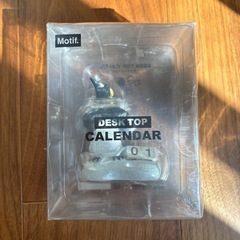 Motif.
DESK TOP
CALENDAR
01